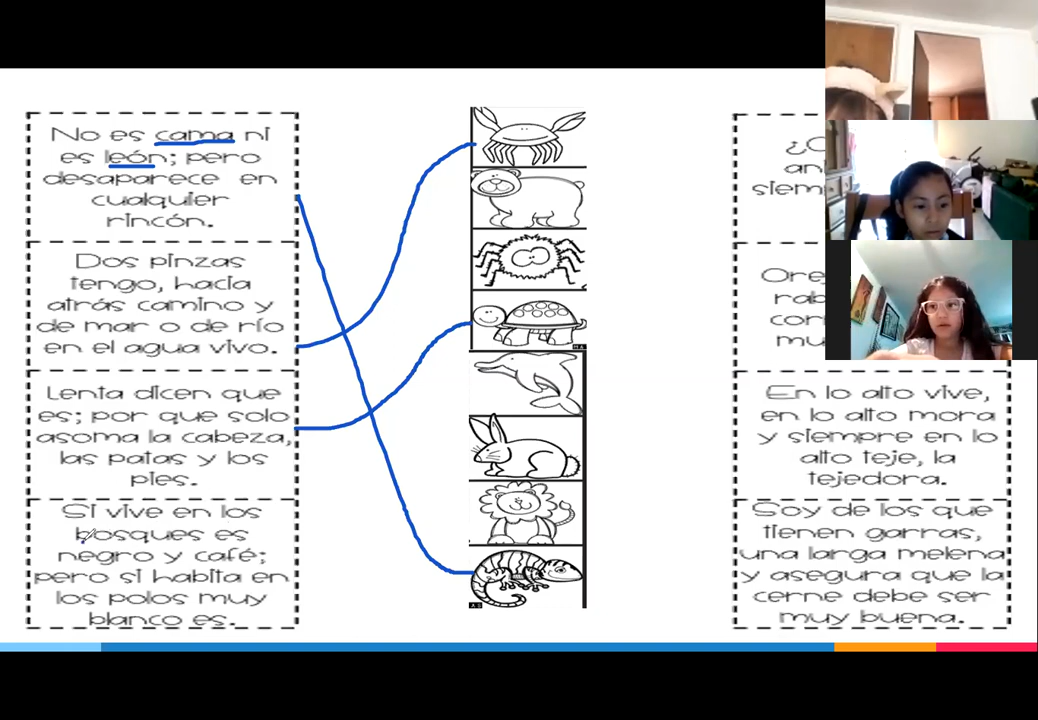 No es cama ni
es león; pero
desaparece en
cualquier
rincón.
Dos pinzas
tengo, hacia
atrás camino y
de mar o de río
en el agua vivo.
Lenta dicen que
es; por que solo
asoma la cabeza,
las patas y los
pies.
Si vive en los
bosques es
negro y café;
pero si habita en
los polos muy
blanco es.
En lo alto vive,
en lo alto mora
y siempre en lo
alto teje, la
tejedora.
Soy de los que
tienen garras,
una larga melena
y asegura que la
cerne debe ser
muy buena.